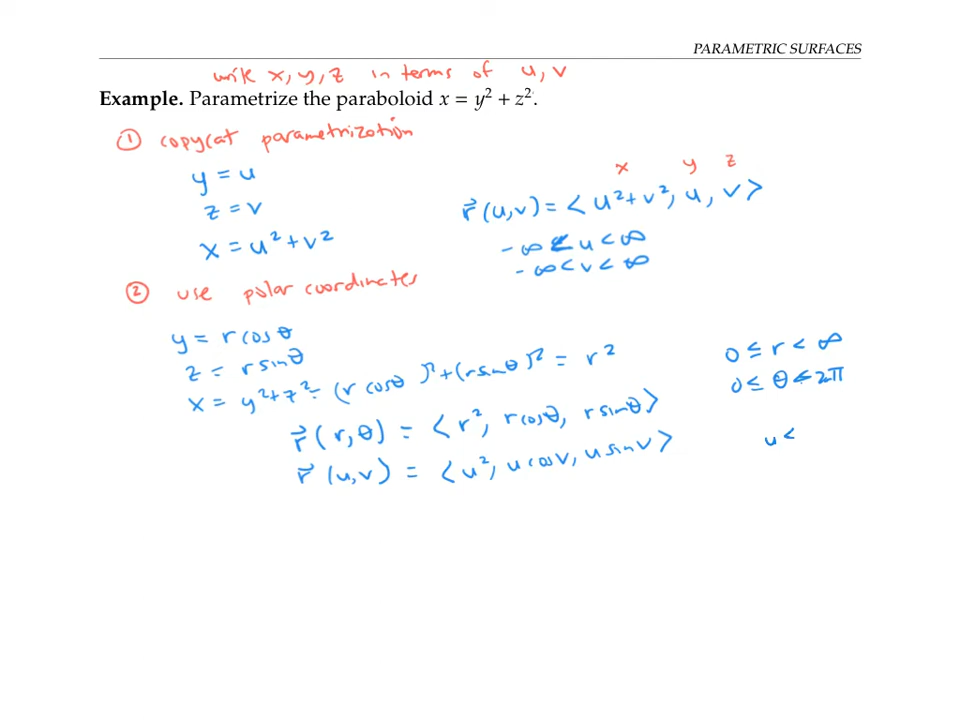 PARAMETRIC SURFACES
write x, y, z in terms of u, v
Example. Parametrize the paraboloid x = y² + z².
① copycat parametrization
y = u
z = v
x = u² + v²
x y z
r⃗ (u,v) = < u² + v², u, v >
-∞ < u < ∞
-∞ < v < ∞
② use polar coordinates
y = r cos θ
z = r sin θ
x = y² + z² = (r cos θ)² + (r sin θ)² = r²
0 ≤ r < ∞
0 ≤ θ ≤ 2π
r⃗ (r, θ) = < r², r cos θ, r sin θ >
r⃗ (u,v) = < u², u cos v, u sin v >
u <